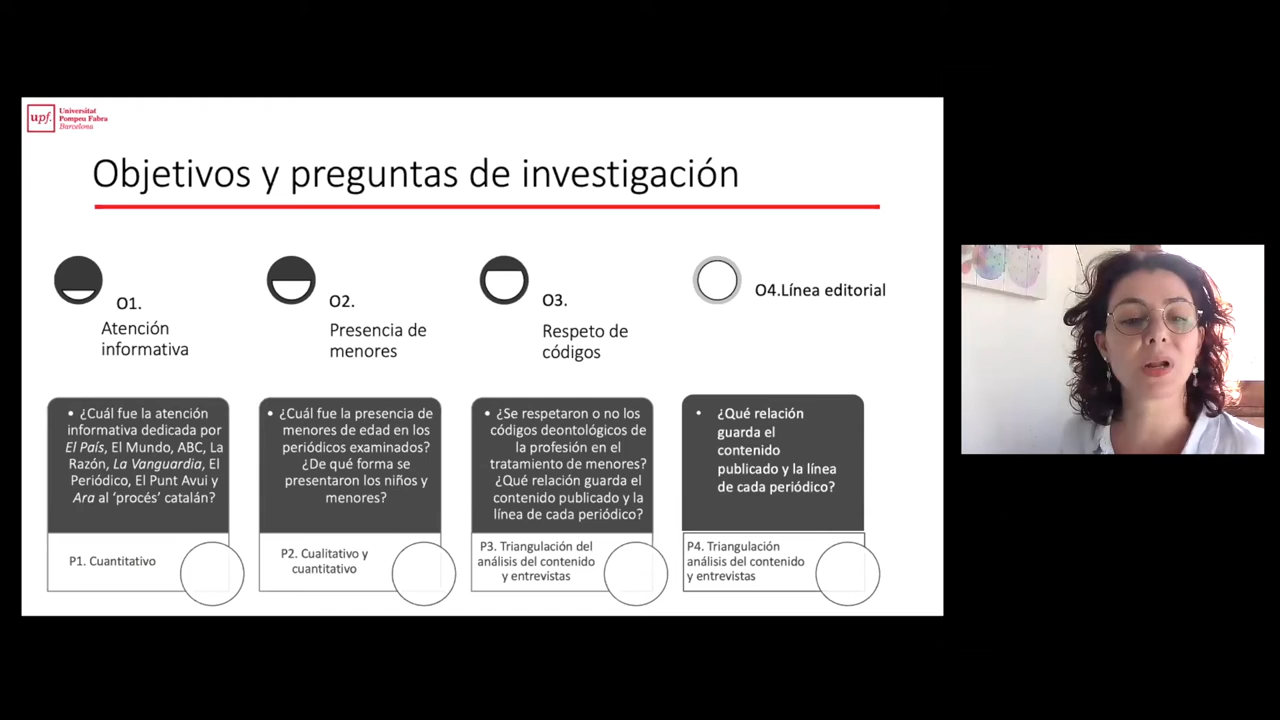 upf.
Universitat
Pompeu Fabra
Barcelona
Objetivos y preguntas de investigación
O1.
Atención
informativa
O2.
Presencia de
menores
O3.
Respeto de
códigos
O4.Línea editorial
• ¿Cuál fue la atención
informativa dedicada por
El País, El Mundo, ABC, La
Razón, La Vanguardia, El
Periódico, El Punt Avui y
Ara al ‘procés’ catalán?
• ¿Cuál fue la presencia de
menores de edad en los
periódicos examinados?
¿De qué forma se
presentaron los niños y
menores?
• ¿Se respetaron o no los
códigos deontológicos de
la profesión en el
tratamiento de menores?
¿Qué relación guarda el
contenido publicado y la
línea de cada periódico?
• ¿Qué relación
guarda el
contenido
publicado y la línea
de cada periódico?
P1. Cuantitativo
P2. Cualitativo y
cuantitativo
P3. Triangulación del
análisis del contenido
y entrevistas
P4. Triangulación
análisis del contenido
y entrevistas